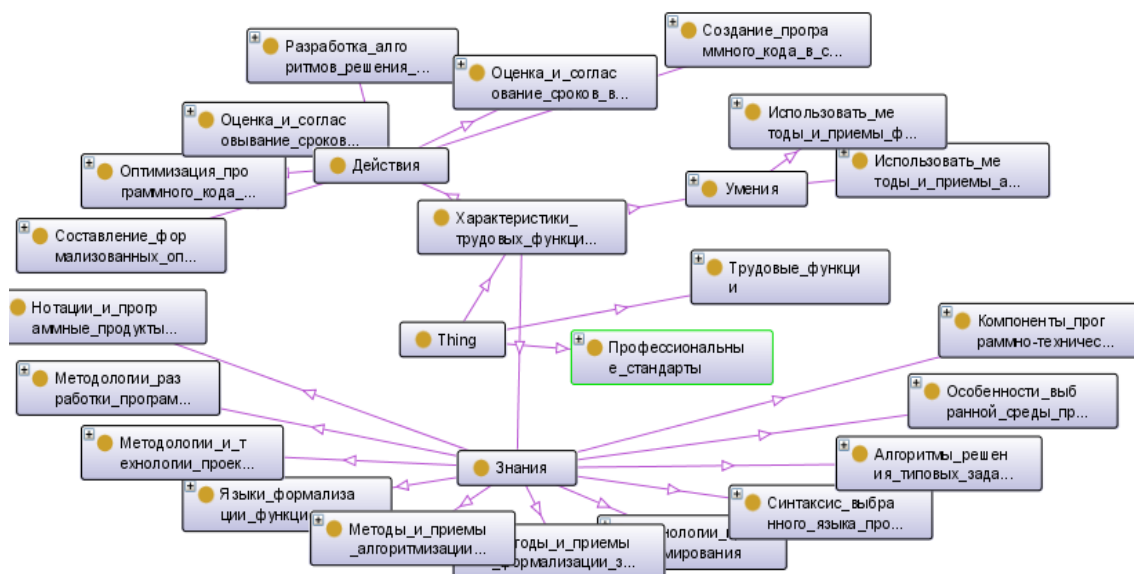 Создание_програ
ммного_кода_в_с...
Разработка_алго
ритмов_решения_...
Оценка_и_соглас
ование_сроков_в...
Оценка_и_соглас
овывание_сроков...
Использовать_ме
тоды_и_приемы_ф...
Оптимизация_про
граммного_кода_...
Действия
Использовать_ме
тоды_и_приемы_а...
Умения
Составление_фор
мализованных_оп...
Характеристики_
трудовых_функци...
Трудовые_функци
и
Нотации_и_прогр
аммные_продукты...
Thing
Профессиональны
е_стандарты
Компоненты_прог
раммно-техничес...
Методологии_раз
работки_програм...
Особенности_выб
ранной_среды_пр...
Методологии_и_т
ехнологии_проек...
Знания
Алгоритмы_решен
ия_типовых_зада...
Языки_формализа
ции_функци
Синтаксис_выбра
нного_языка_про...
Методы_и_приемы
_алгоритмизации...
тоды_и_приемы
_формализации_з...
нологии_
мирования